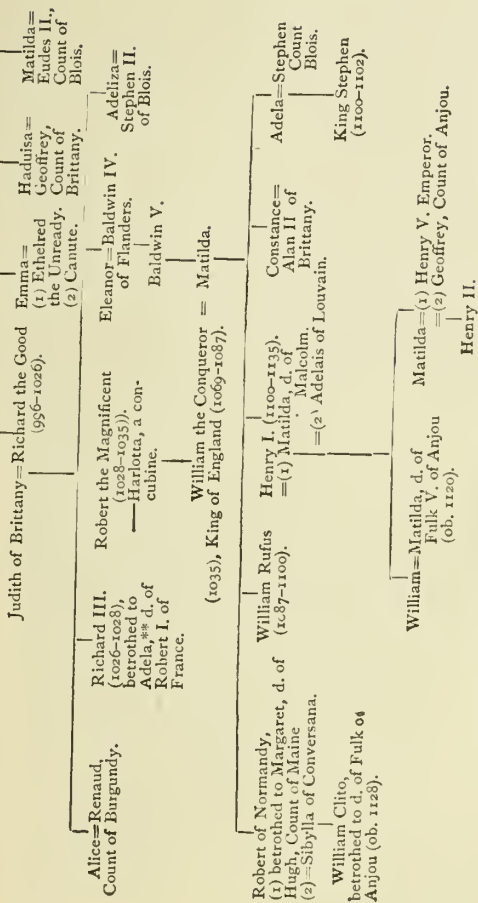 Judith of Brittany=Richard the Good
(996-1026).
Emma=
(1) Ethelred
the Unready.
(2) Canute.
Haduisa=
Geoffrey,
Count of
Brittany.
Matilda=
Eudes II.,
Count of
Blois.
Alice=Renaud,
Count of Burgundy.
Richard III.
(1026-1028),
betrothed to
Adela,** d. of
Robert I. of
France.
Robert the Magnificent
(1028-1035)).
——Harlotta, a con-
cubine.
Eleanor=Baldwin IV.
of Flanders.
Adeliza=
Stephen II.
of Blois.
Baldwin V.
William the Conqueror = Matilda.
(1035), King of England (1069-1087).
Robert of Normandy,
(1) betrothed to Margaret, d. of
Hugh, Count of Maine
(2)=Sibylla of Conversana.
William Rufus
(1087-1100).
Henry I. (1100-1135).
=(1) Matilda, d. of
Malcolm.
=(2) Adelais of Louvain.
Constance=
Alan II of
Brittany.
Adela=Stephen
Count
Blois.
William Clito,
betrothed to d. of Fulk of
Anjou (ob. 1128).
King Stephen
(1100-1102).
William=Matilda, d. of
Fulk V. of Anjou
(ob. 1120).
Matilda=(1) Henry V. Emperor.
=(2) Geoffrey, Count of Anjou.
Henry II.